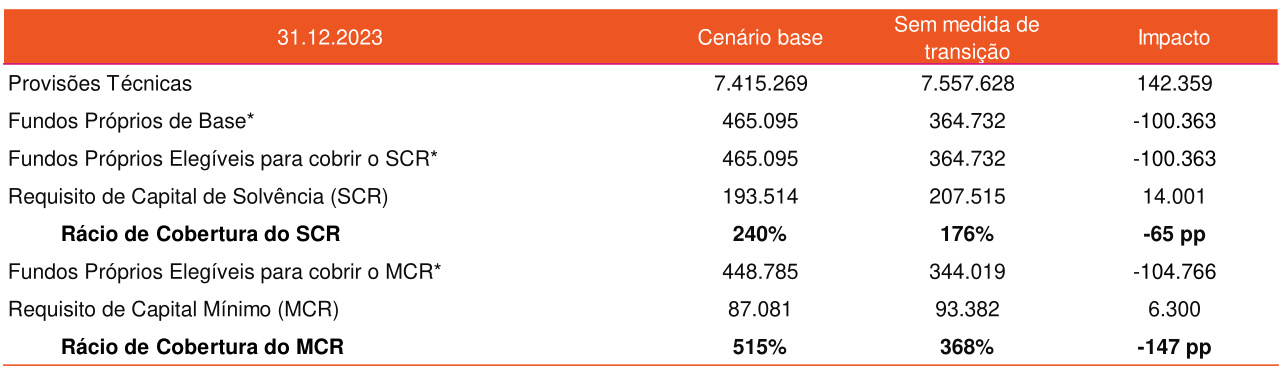 31.12.2023 Cenário base Sem medida de transição Impacto
Provisões Técnicas 7.415.269 7.557.628 142.359
Fundos Próprios de Base* 465.095 364.732 -100.363
Fundos Próprios Elegíveis para cobrir o SCR* 465.095 364.732 -100.363
Requisito de Capital de Solvência (SCR) 193.514 207.515 14.001
Rácio de Cobertura do SCR 240% 176% -65 pp
Fundos Próprios Elegíveis para cobrir o MCR* 448.785 344.019 -104.766
Requisito de Capital Mínimo (MCR) 87.081 93.382 6.300
Rácio de Cobertura do MCR 515% 368% -147 pp